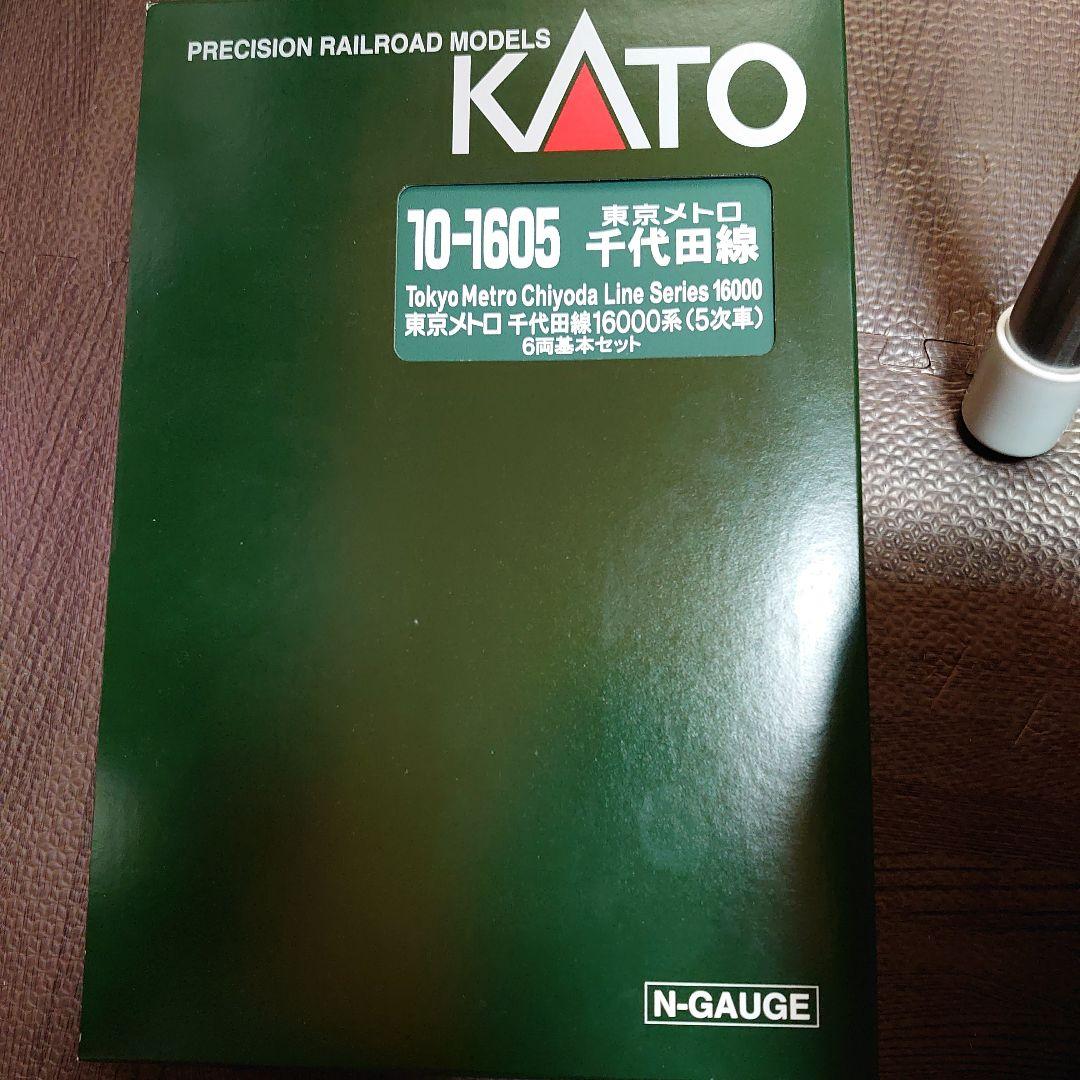 PRECISION RAILROAD MODELS
KATO
10-1605
東京メトロ
千代田線
Tokyo Metro Chiyoda Line Series 16000
東京メトロ 千代田線16000系(5次車)
6両基本セット
N-GAUGE